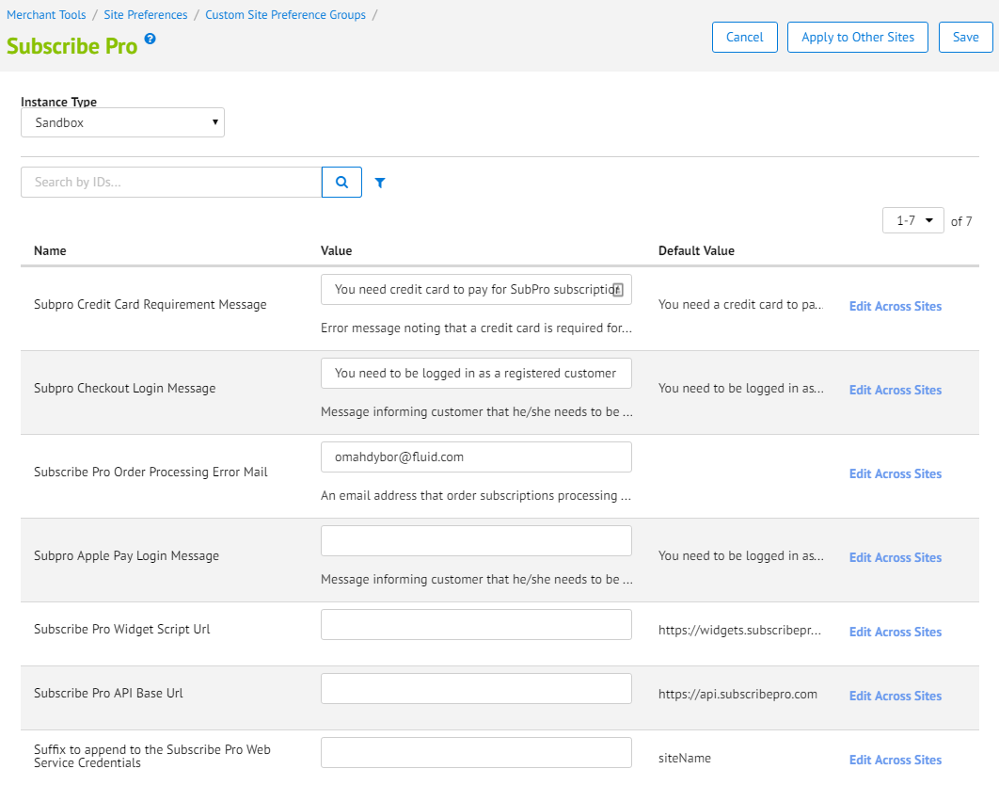 Merchant Tools / Site Preferences / Custom Site Preference Groups /
Subscribe Pro ?
Cancel
Apply to Other Sites
Save
Instance Type
Sandbox
Search by IDs...
1-7 of 7
Name Value Default Value
You need credit card to pay for SubPro subscription
Subpro Credit Card Requirement Message You need a credit card to pa... Edit Across Sites
Error message noting that a credit card is required for...
You need to be logged in as a registered customer
Subpro Checkout Login Message You need to be logged in as... Edit Across Sites
Message informing customer that he/she needs to be ...
omahdybor@fluid.com
Subscribe Pro Order Processing Error Mail Edit Across Sites
An email address that order subscriptions processing ...
Subpro Apple Pay Login Message You need to be logged in as... Edit Across Sites
Message informing customer that he/she needs to be ...
Subscribe Pro Widget Script Url https://widgets.subscribepr... Edit Across Sites
Subscribe Pro API Base Url https://api.subscribepro.com Edit Across Sites
Suffix to append to the Subscribe Pro Web
Service Credentials siteName Edit Across Sites